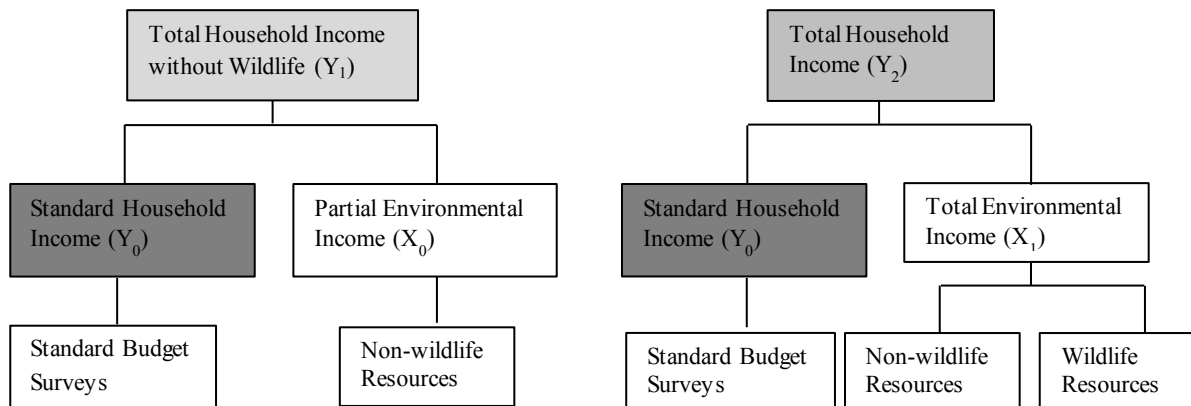 Total Household Income
without Wildlife (Y₁)
Standard Household
Income (Y₀)
Partial Environmental
Income (X₀)
Standard Budget
Surveys
Non-wildlife
Resources
Total Household
Income (Y₂)
Standard Household
Income (Y₀)
Total Environmental
Income (X₁)
Standard Budget
Surveys
Non-wildlife
Resources
Wildlife
Resources